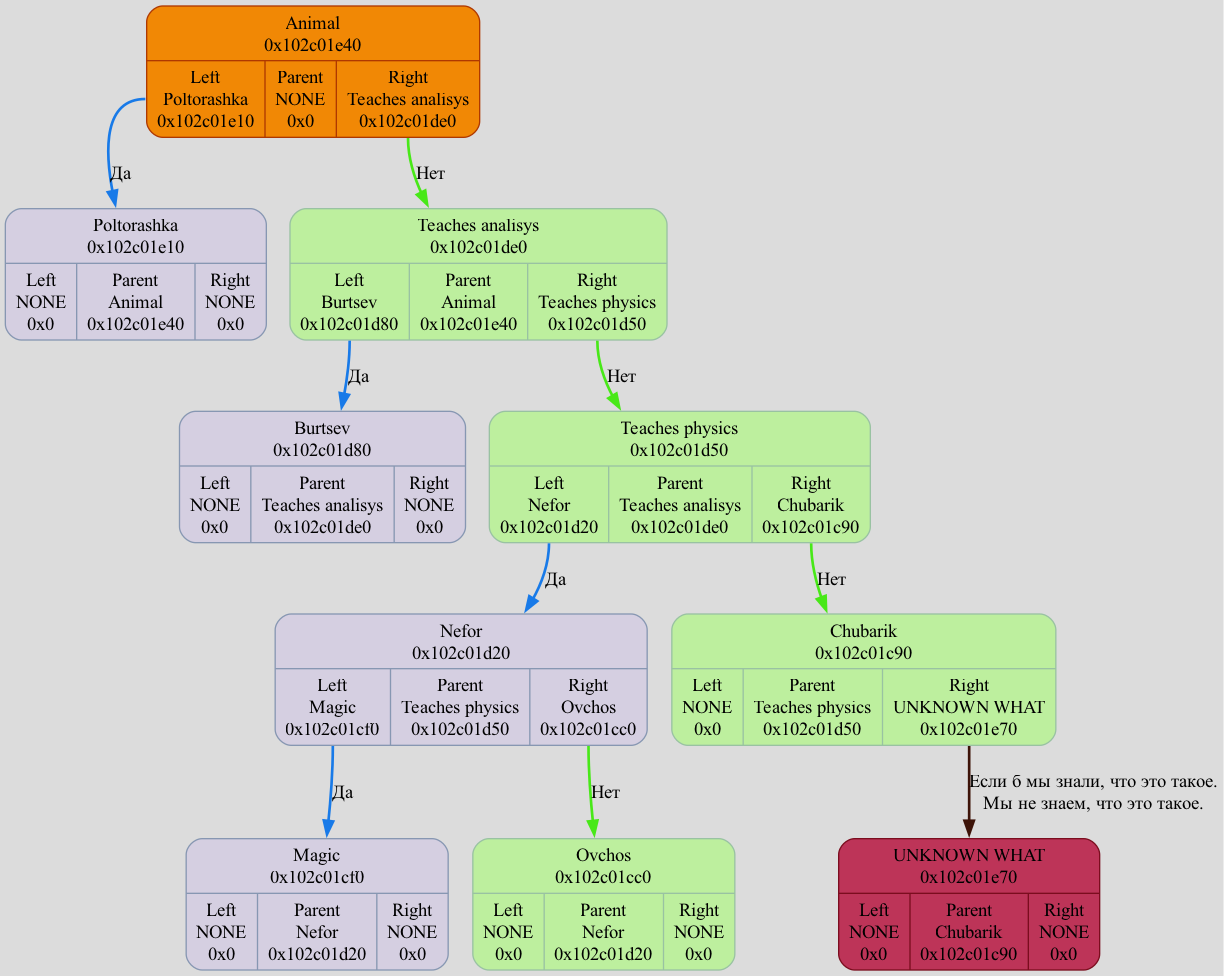 Animal
0x102c01e40
Left
Poltorashka
0x102c01e10
Parent
NONE
0x0
Right
Teaches analisys
0x102c01de0
Да
Нет
Poltorashka
0x102c01e10
Left
NONE
0x0
Parent
Animal
0x102c01e40
Right
NONE
0x0
Teaches analisys
0x102c01de0
Left
Burtsev
0x102c01d80
Parent
Animal
0x102c01e40
Right
Teaches physics
0x102c01d50
Да
Нет
Burtsev
0x102c01d80
Left
NONE
0x0
Parent
Teaches analisys
0x102c01de0
Right
NONE
0x0
Teaches physics
0x102c01d50
Left
Nefor
0x102c01d20
Parent
Teaches analisys
0x102c01de0
Right
Chubarik
0x102c01c90
Да
Нет
Nefor
0x102c01d20
Left
Magic
0x102c01cf0
Parent
Teaches physics
0x102c01d50
Right
Ovchos
0x102c01cc0
Chubarik
0x102c01c90
Left
NONE
0x0
Parent
Teaches physics
0x102c01d50
Right
UNKNOWN WHAT
0x102c01e70
Да
Нет
Если б мы знали, что это такое.
Мы не знаем, что это такое.
Magic
0x102c01cf0
Left
NONE
0x0
Parent
Nefor
0x102c01d20
Right
NONE
0x0
Ovchos
0x102c01cc0
Left
NONE
0x0
Parent
Nefor
0x102c01d20
Right
NONE
0x0
UNKNOWN WHAT
0x102c01e70
Left
NONE
0x0
Parent
Chubarik
0x102c01c90
Right
NONE
0x0